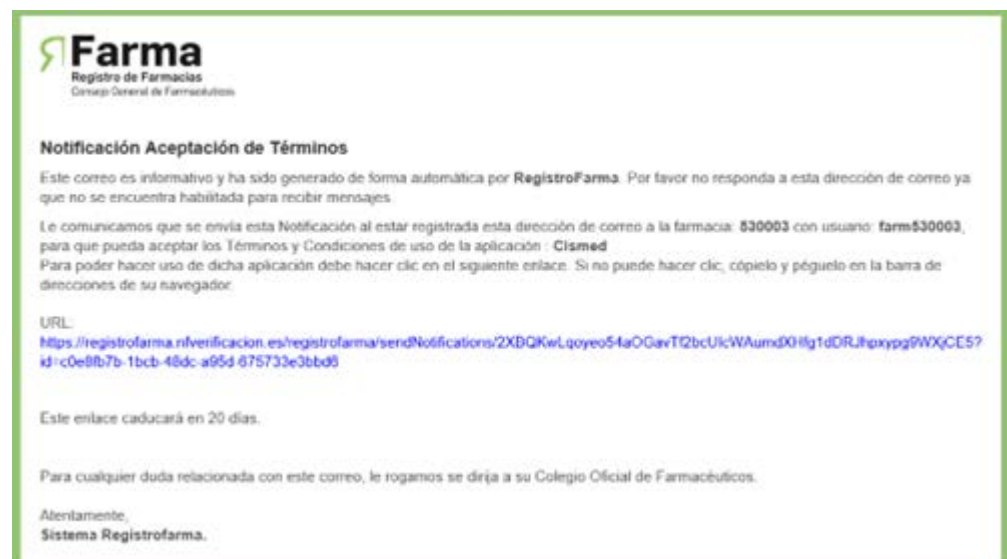 Farma
Registro de Farmacias
Consejo General de Farmacéuticos
Notificación Aceptación de Términos
Este correo es informativo y ha sido generado de forma automática por RegistroFarma. Por favor no responda a esta dirección de correo ya
que no se encuentra habilitada para recibir mensajes.
Le comunicamos que se envía esta Notificación al estar registrada esta dirección de correo a la farmacia: 530003 con usuario: farm530003,
para que pueda aceptar los Términos y Condiciones de uso de la aplicación : Cismed
Para poder hacer uso de dicha aplicación debe hacer clic en el siguiente enlace. Si no puede hacer clic, cópielo y péguelo en la barra de
direcciones de su navegador.
URL:
Este enlace caducará en 20 días.
Para cualquier duda relacionada con este correo, le rogamos se dirija a su Colegio Oficial de Farmacéuticos.
Atentamente,
Sistema Registrofarma.